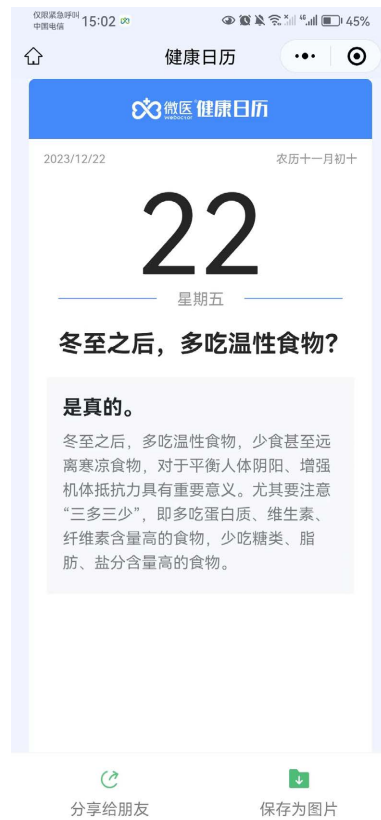 仅限紧急呼叫
中国电信
15:02
45%
健康日历
微医 健康日历
WeDoctor
2023/12/22
农历十一月初十
22
星期五
冬至之后，多吃温性食物?
是真的。
冬至之后，多吃温性食物，少食甚至远
离寒凉食物，对于平衡人体阴阳、增强
机体抵抗力具有重要意义。尤其要注意
“三多三少”，即多吃蛋白质、维生素、
纤维素含量高的食物，少吃糖类、脂
肪、盐分含量高的食物。
分享给朋友
保存为图片